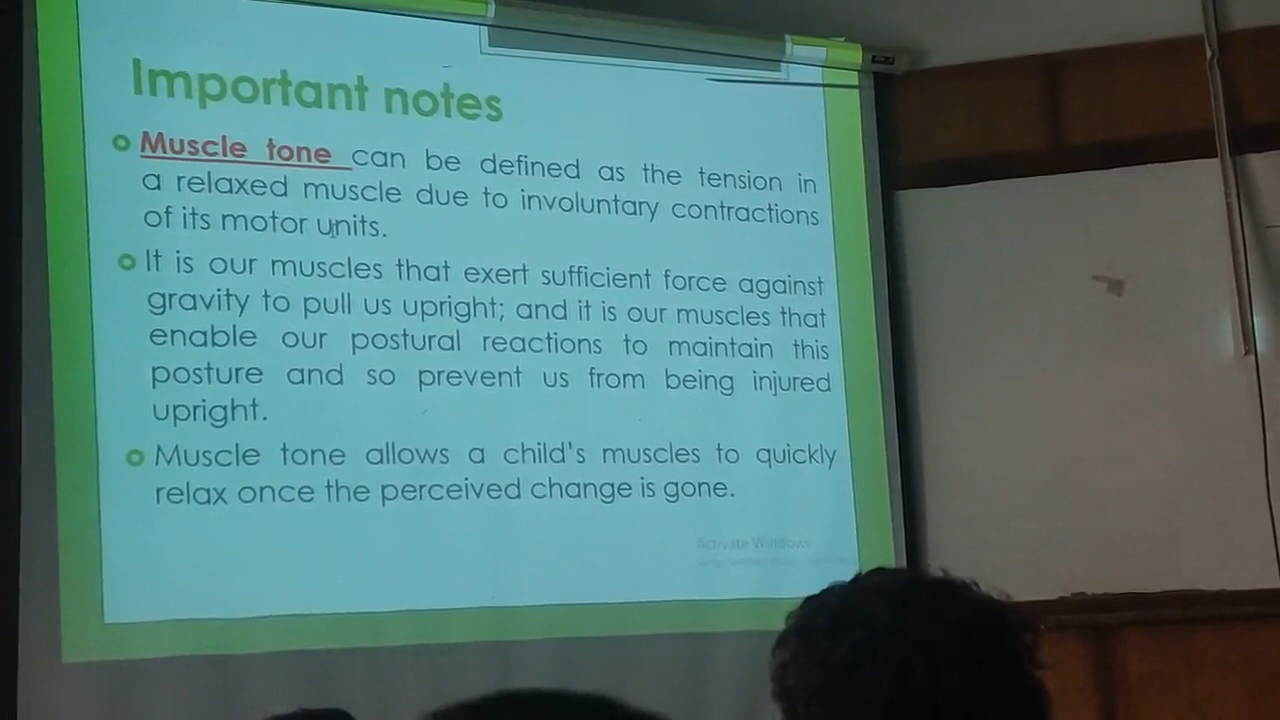 Important notes
Muscle tone can be defined as the tension in
a relaxed muscle due to involuntary contractions
of its motor units.
It is our muscles that exert sufficient force against
gravity to pull us upright; and it is our muscles that
enable our postural reactions to maintain this
posture and so prevent us from being injured
upright.
Muscle tone allows a child's muscles to quickly
relax once the perceived change is gone.
Activate Windows